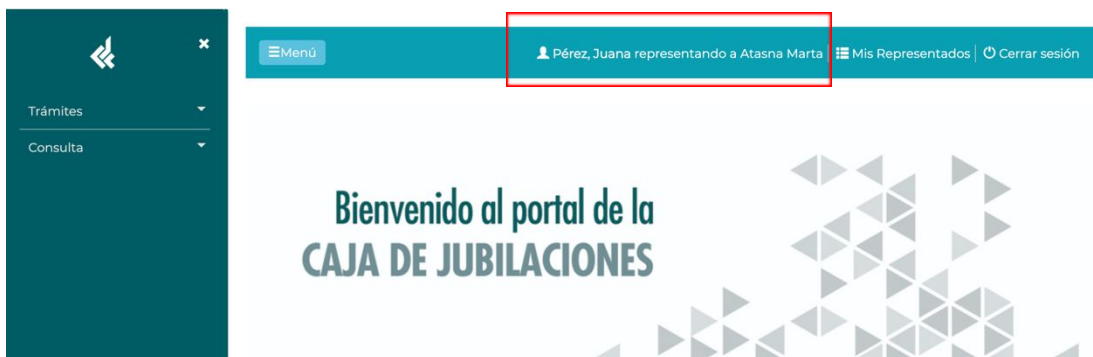 Menú
Pérez, Juana representando a Atasna Marta
Mis Representados
Cerrar sesión
Trámites
Consulta
Bienvenido al portal de la
CAJA DE JUBILACIONES